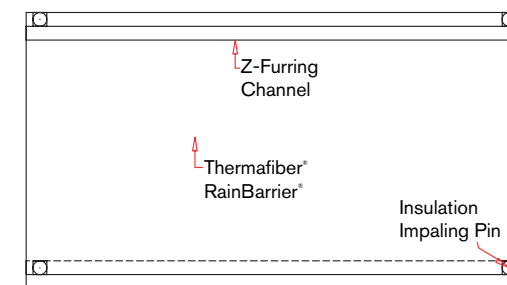 Z-Furring
Channel
Thermafiber®
RainBarrier®
Insulation
Impaling Pin